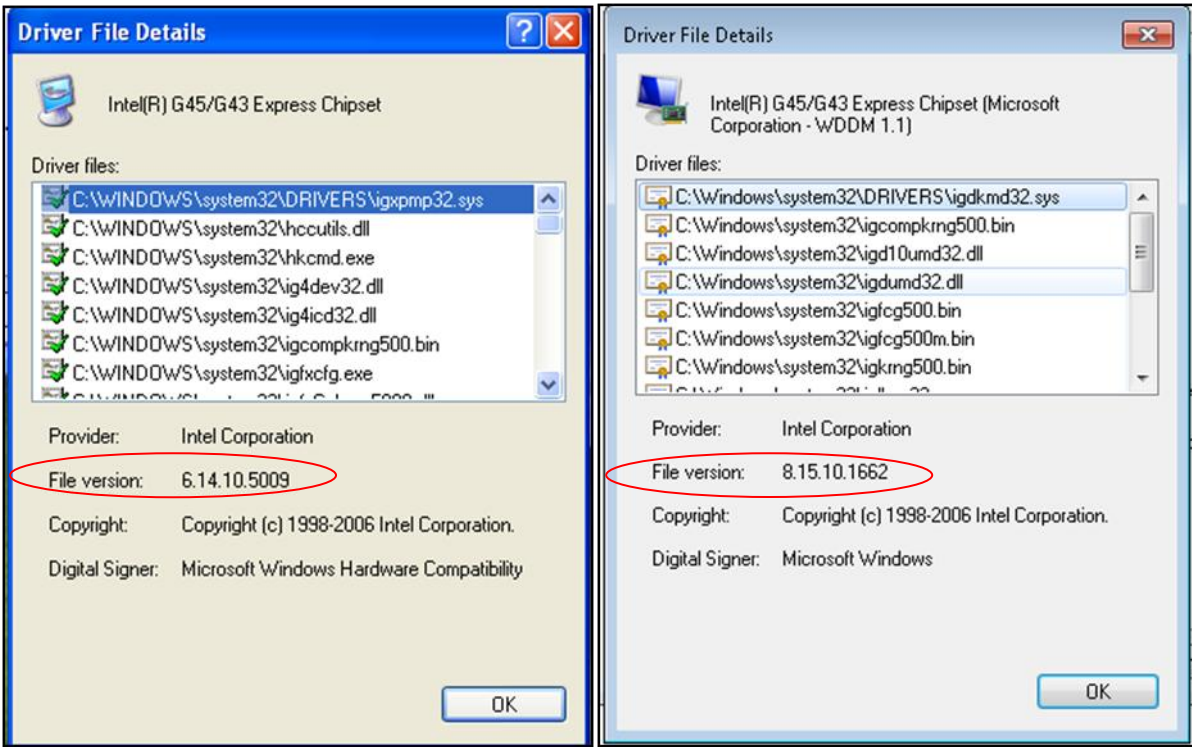 Driver File Details
Intel(R) G45/G43 Express Chipset
Driver files:
C:\WINDOWS\system32\DRIVERS\igxpmp32.sys
C:\WINDOWS\system32\hccutils.dll
C:\WINDOWS\system32\hkcmd.exe
C:\WINDOWS\system32\ig4dev32.dll
C:\WINDOWS\system32\ig4icd32.dll
C:\WINDOWS\system32\igcompkrng500.bin
C:\WINDOWS\system32\igfxcfg.exe
Provider: Intel Corporation
File version: 6.14.10.5009
Copyright: Copyright (c) 1998-2006 Intel Corporation.
Digital Signer: Microsoft Windows Hardware Compatibility
OK
Driver File Details
Intel(R) G45/G43 Express Chipset (Microsoft
Corporation - WDDM 1.1)
Driver files:
C:\Windows\system32\DRIVERS\igdkmd32.sys
C:\Windows\system32\igcompkrng500.bin
C:\Windows\system32\igd10umd32.dll
C:\Windows\system32\igdumd32.dll
C:\Windows\system32\igfcg500.bin
C:\Windows\system32\igfcg500m.bin
C:\Windows\system32\igkrng500.bin
Provider: Intel Corporation
File version: 8.15.10.1662
Copyright: Copyright (c) 1998-2006 Intel Corporation.
Digital Signer: Microsoft Windows
OK